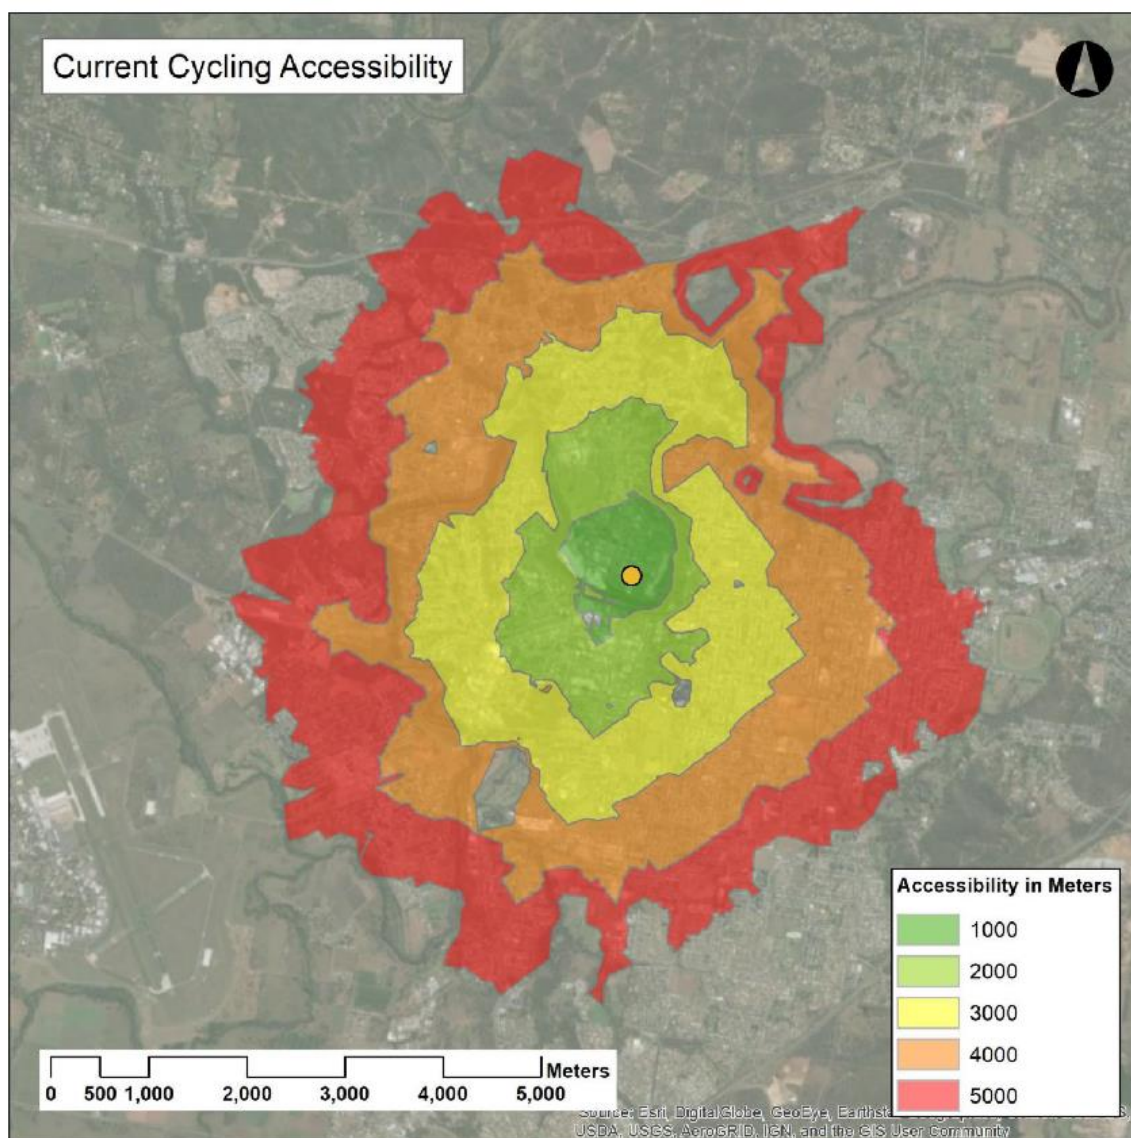 Current Cycling Accessibility
Accessibility in Meters
1000
2000
3000
4000
5000
Meters
0 500 1,000 2,000 3,000 4,000 5,000
Source: Esri, DigitalGlobe, GeoEye,
USDA, USGS, AeroGRID, IGN, and the GIS User Community